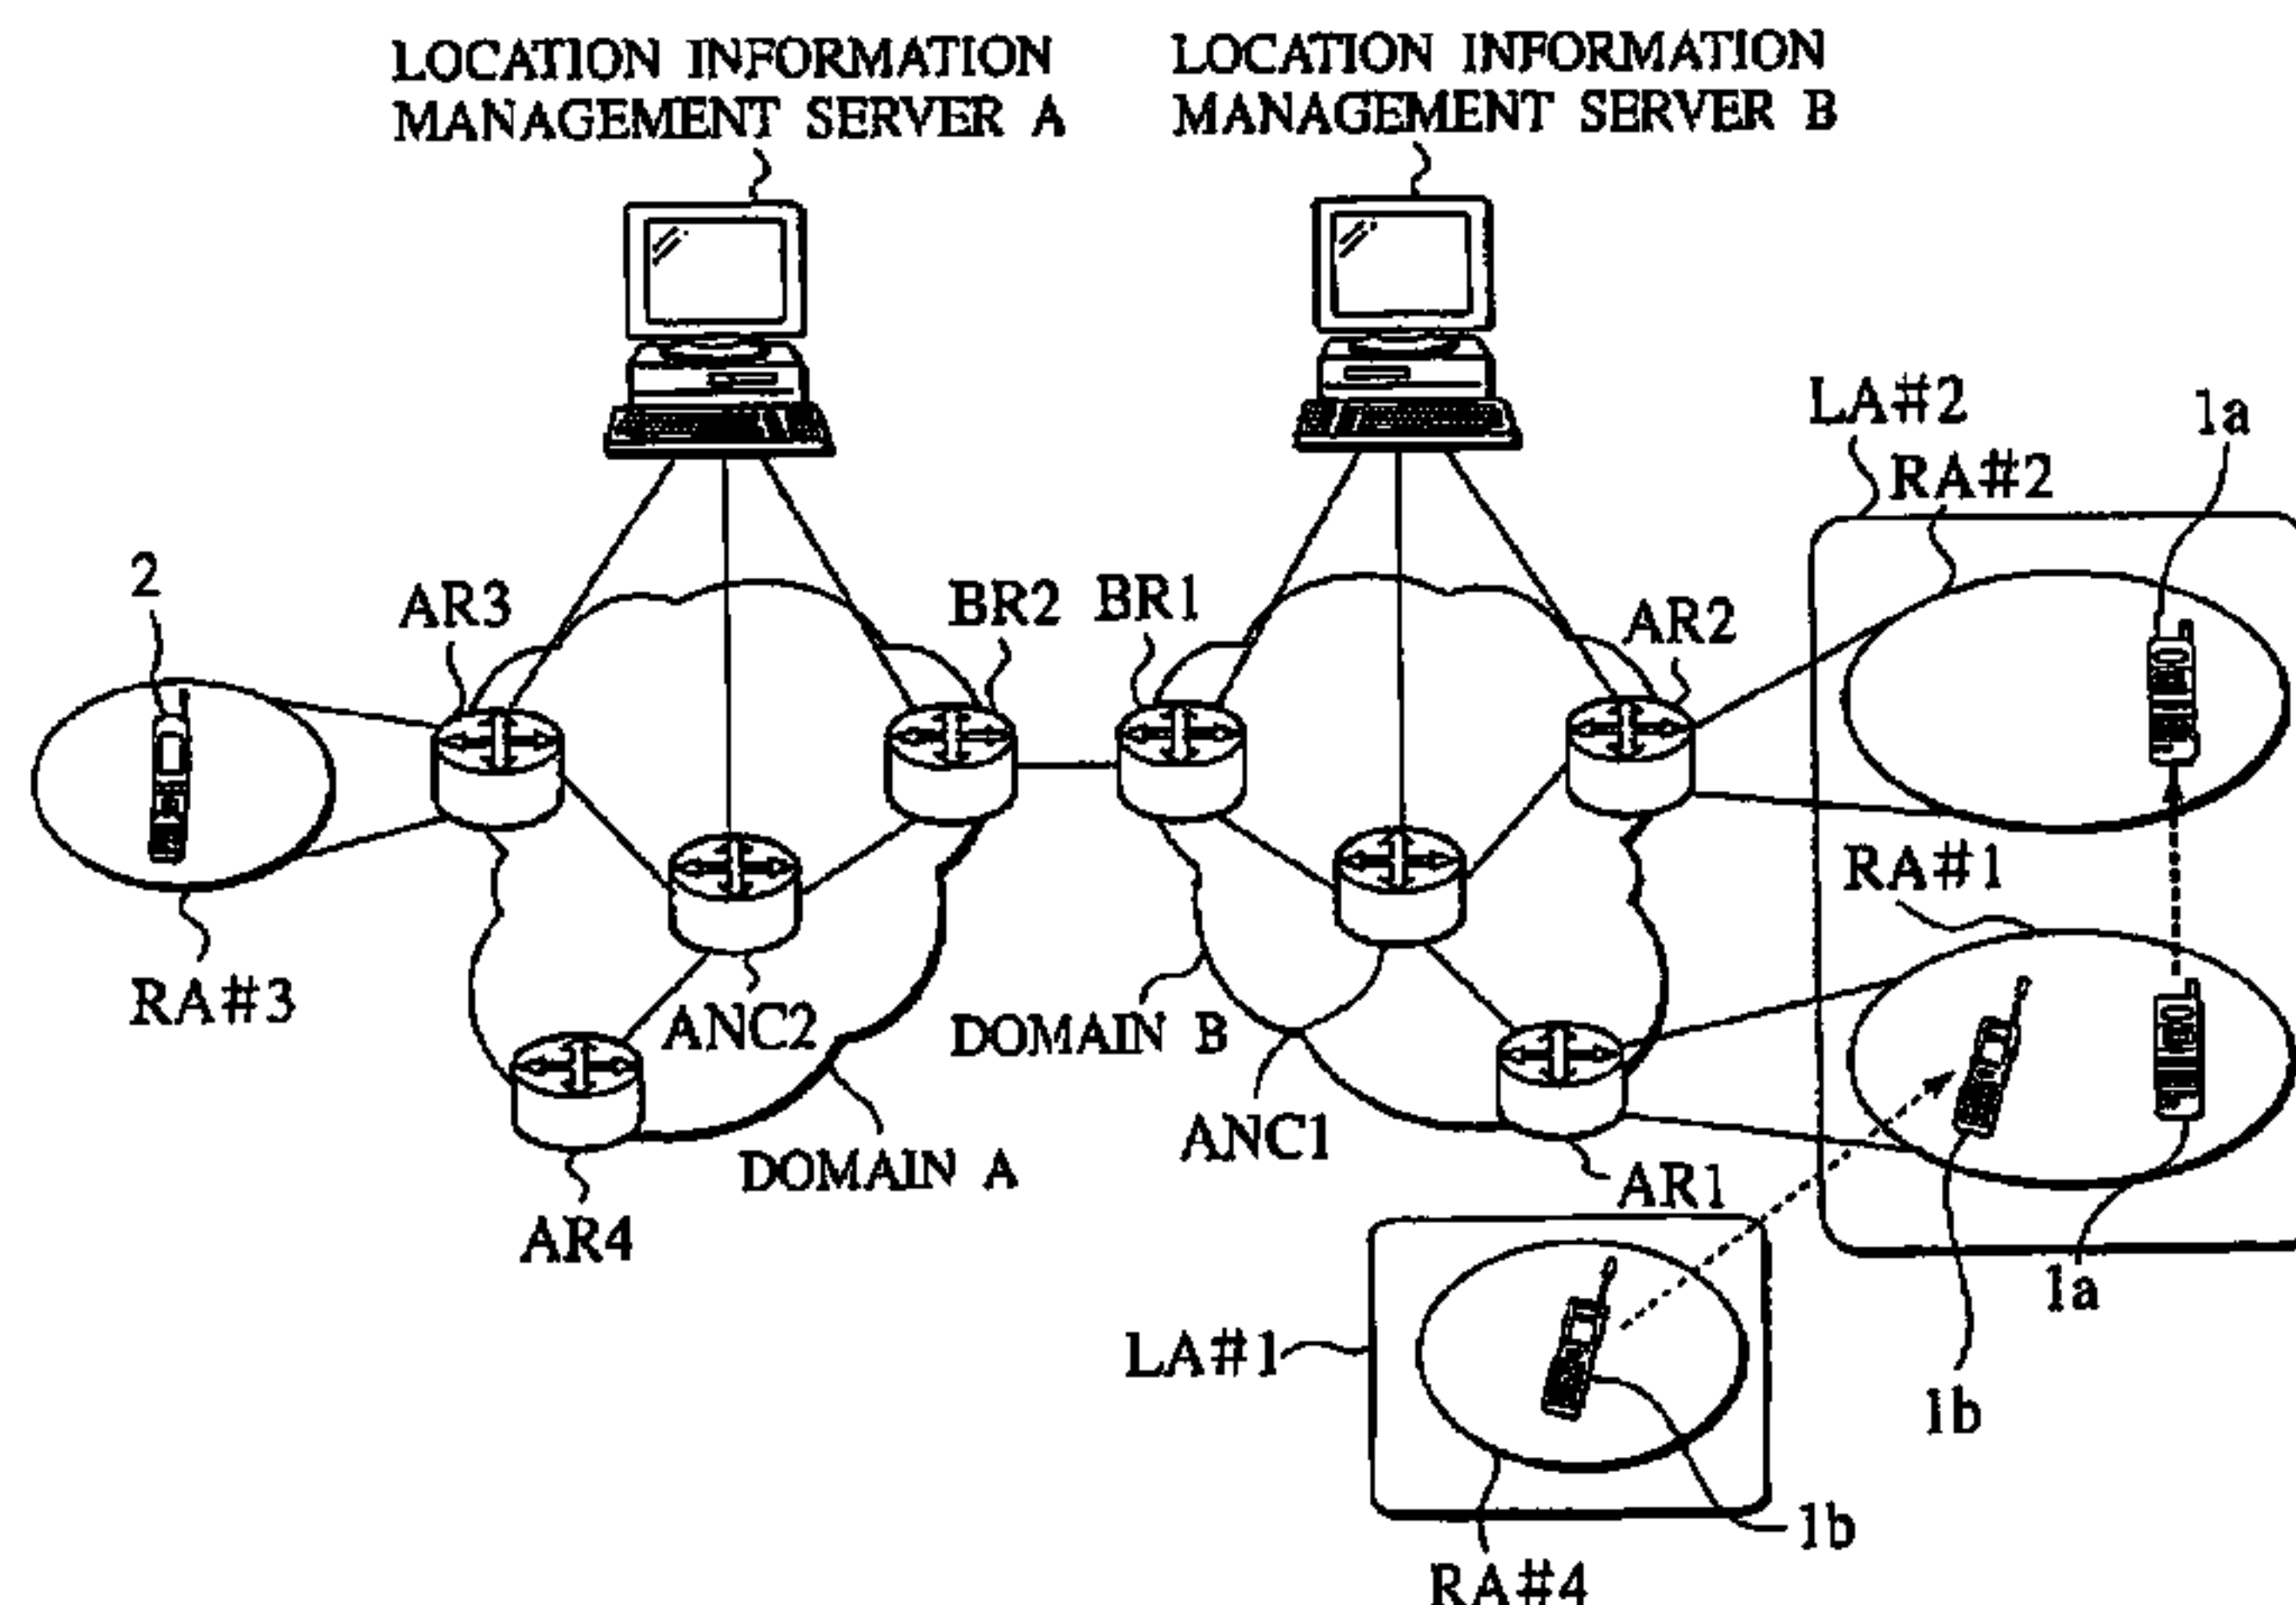 LOCATION INFORMATION
MANAGEMENT SERVER A
LOCATION INFORMATION
MANAGEMENT SERVER B
LA#2
1a
RA#2
2
AR3
BR2
BR1
AR2
RA#1
RA#3
ANC2
DOMAIN B
ANC1
DOMAIN A
AR1
AR4
1a
LA#1
1b
1b
RA#4